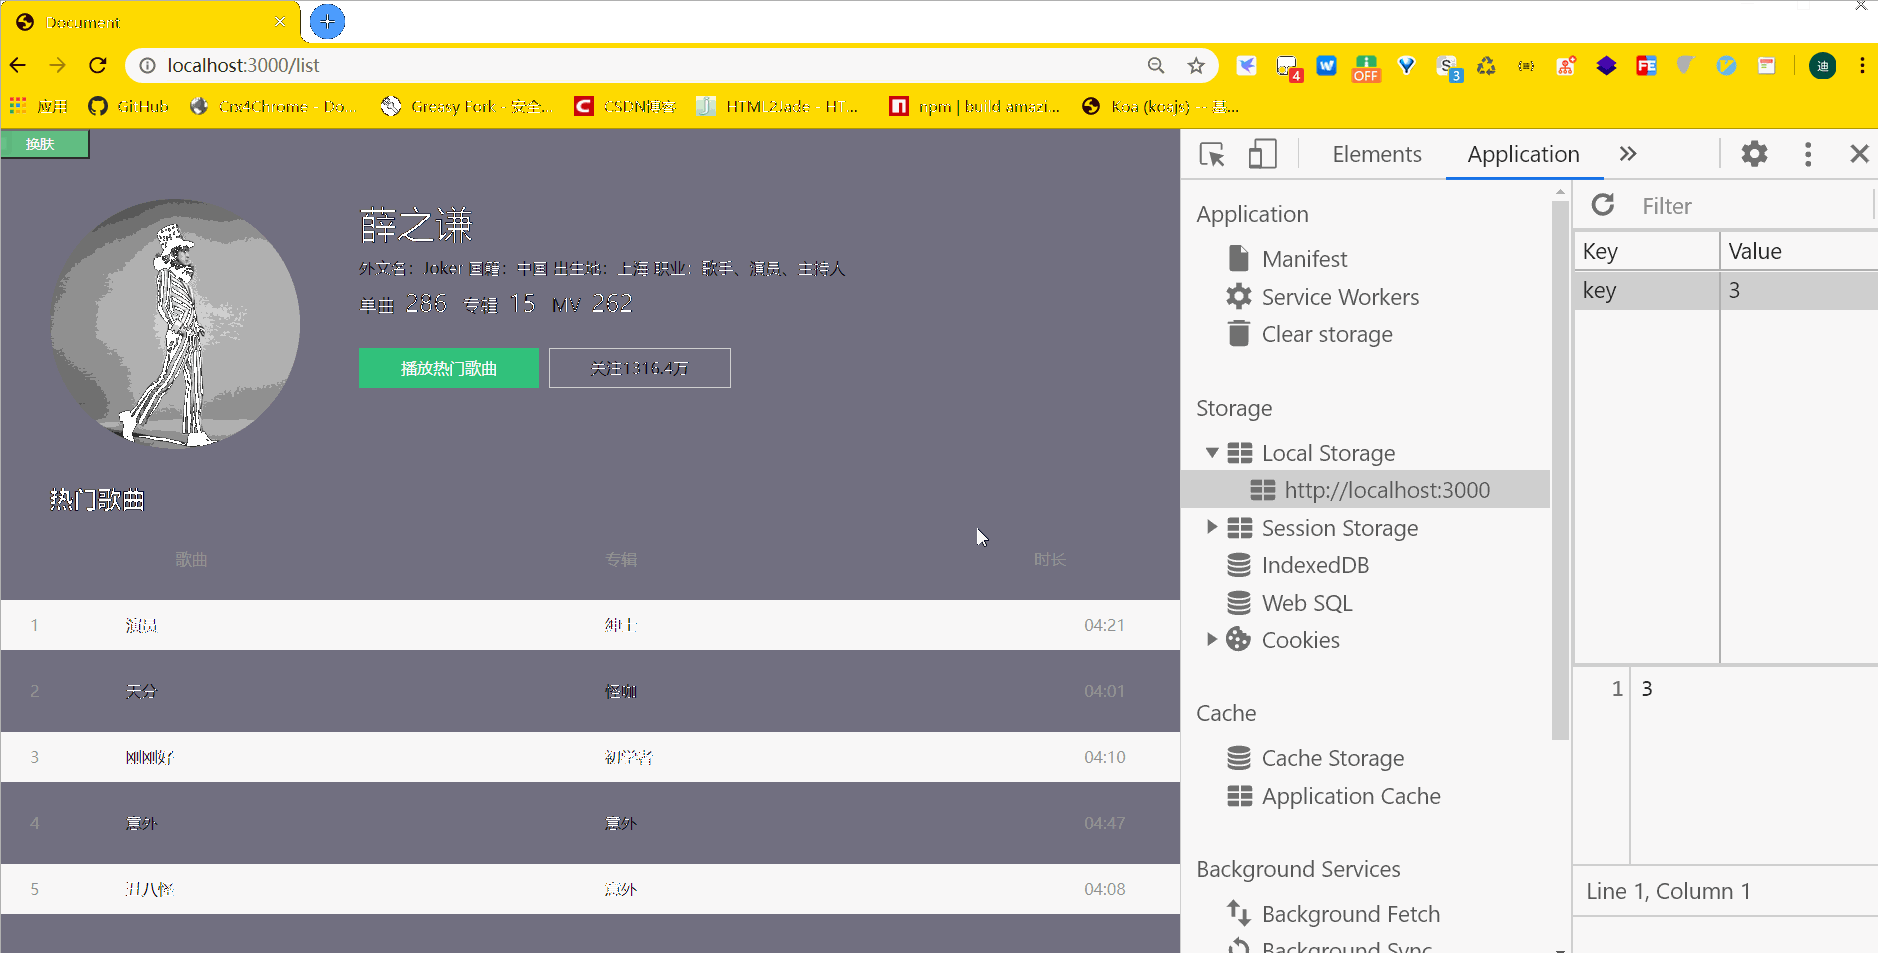 Document
localhost:3000/list
应用 GitHub Crx4Chrome - Do... Greasy Fork - 安全... CSDN博客 HTML2Jade - HT... npm | build amazi... Koa (koajs) -- 基...
4 OFF 3 迪
换肤
薛之谦
外文名：Joker 国籍：中国 出生地：上海 职业：歌手、演员、主持人
单曲 286 专辑 15 MV 262
播放热门歌曲 关注1316.4万
热门歌曲
歌曲 专辑 时长
1 演员 绅士 04:21
2 天分 怪咖 04:01
3 刚刚好 初学者 04:10
4 意外 意外 04:47
5 丑八怪 意外 04:08
Elements Application
Application
Manifest
Service Workers
Clear storage
Storage
Local Storage
http://localhost:3000
Session Storage
IndexedDB
Web SQL
Cookies
Cache
Cache Storage
Application Cache
Background Services
Background Fetch
Background Sync
Filter
Key Value
key 3
1 3
Line 1, Column 1